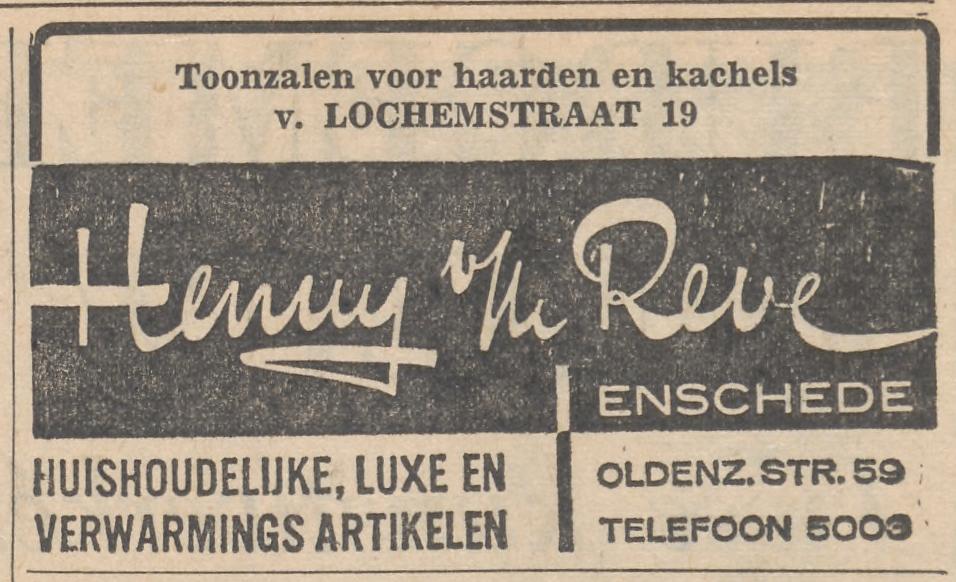 Toonzalen voor haarden en kachels
v. LOCHEMSTRAAT 19
Henny v/h Reve
ENSCHEDE
HUISHOUDELIJKE, LUXE EN
VERWARMINGS ARTIKELEN
OLDENZ. STR. 59
TELEFOON 5003